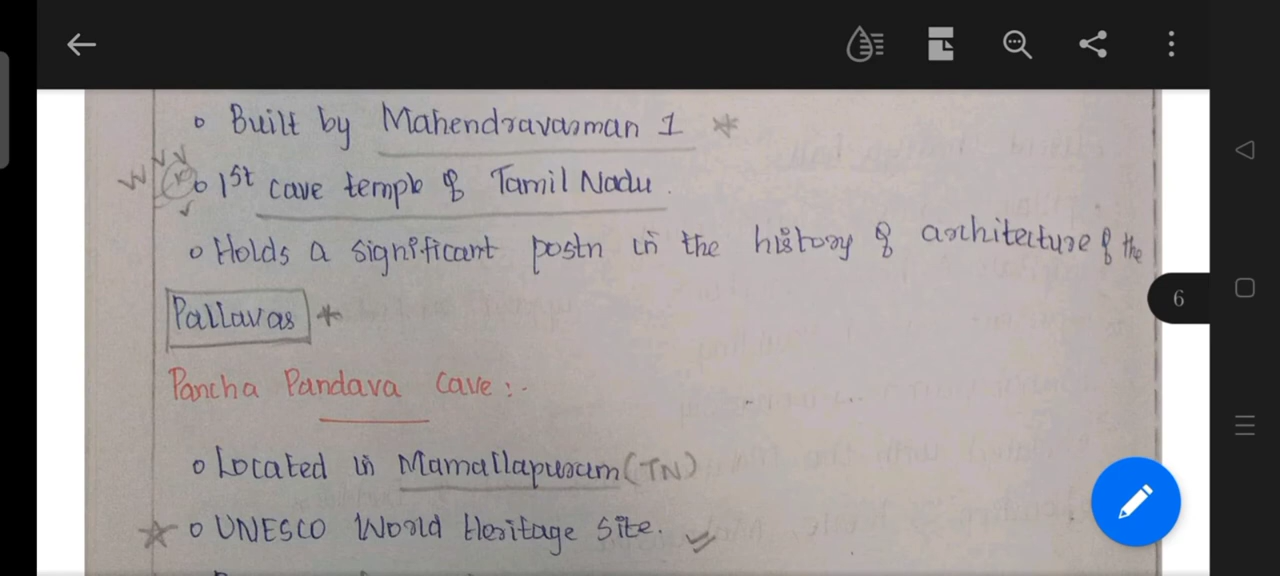 o Built by Mahendravarman 1 *
o 1st cave temple of Tamil Nadu.
o Holds a significant postn in the history of architecture of the
Pallavas *
6
Pancha Pandava Cave:-
o Located in Mamallapuram (TN)
o UNESCO World Heritage Site.